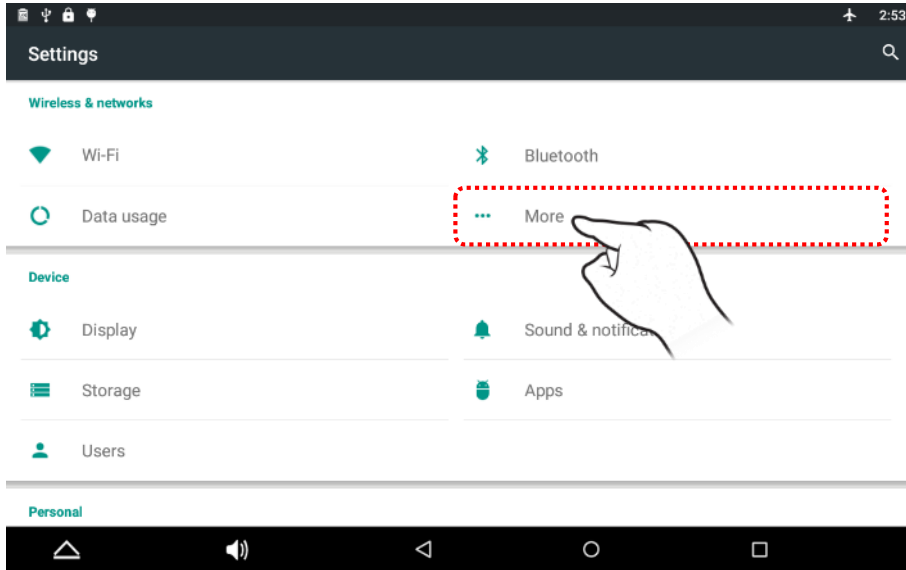 2:53
Settings
Wireless & networks
Wi-Fi
Bluetooth
Data usage
More
Device
Display
Sound & notifica
Storage
Apps
Users
Personal